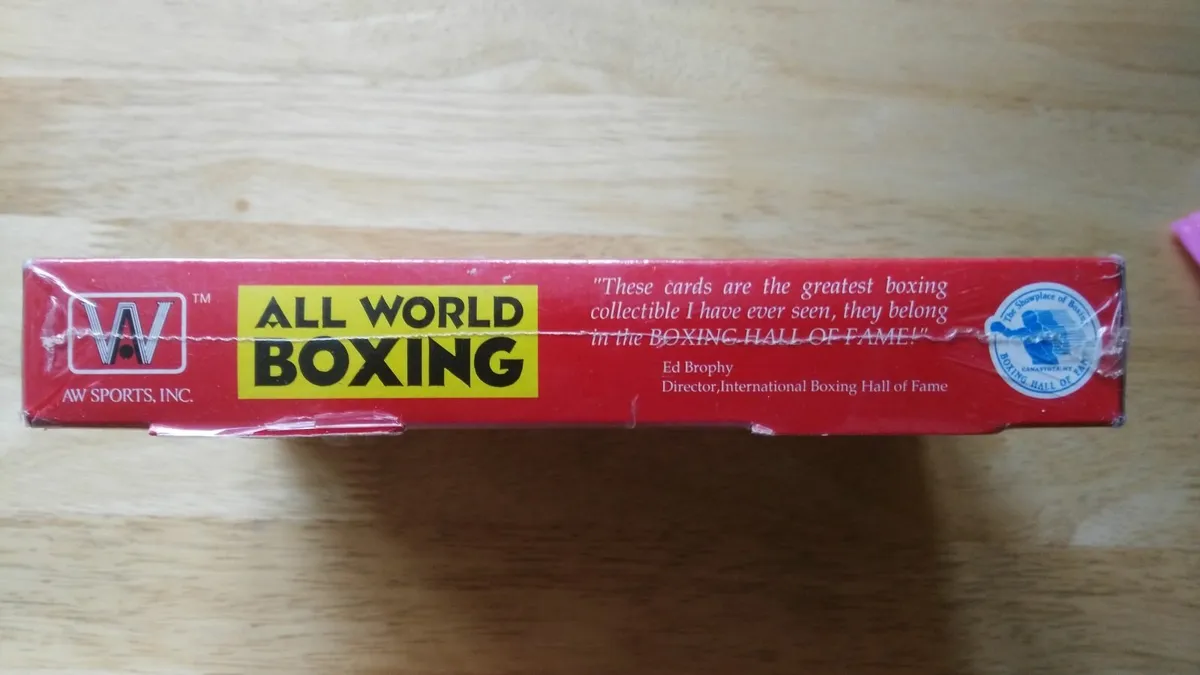 AW
TM
AW SPORTS, INC.
ALL WORLD
BOXING
"These cards are the greatest boxing
collectible I have ever seen, they belong
in the BOXING HALL OF FAME!"
Ed Brophy
Director,International Boxing Hall of Fame
The Showplace of Boxing
CANASTOTA, NY
BOXING HALL OF FAME